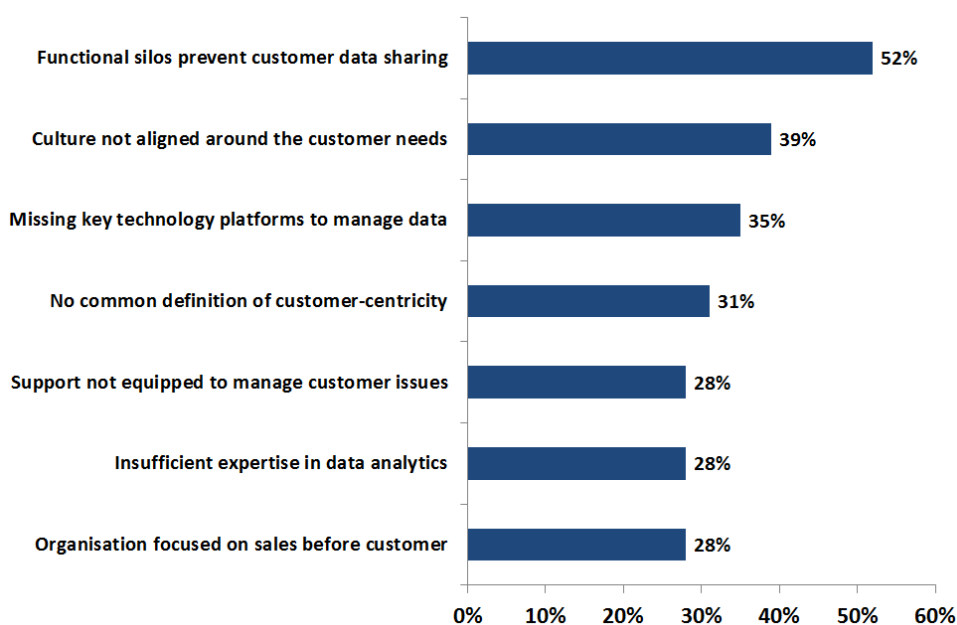 Functional silos prevent customer data sharing 52%
Culture not aligned around the customer needs 39%
Missing key technology platforms to manage data 35%
No common definition of customer-centricity 31%
Support not equipped to manage customer issues 28%
Insufficient expertise in data analytics 28%
Organisation focused on sales before customer 28%
0% 10% 20% 30% 40% 50% 60%